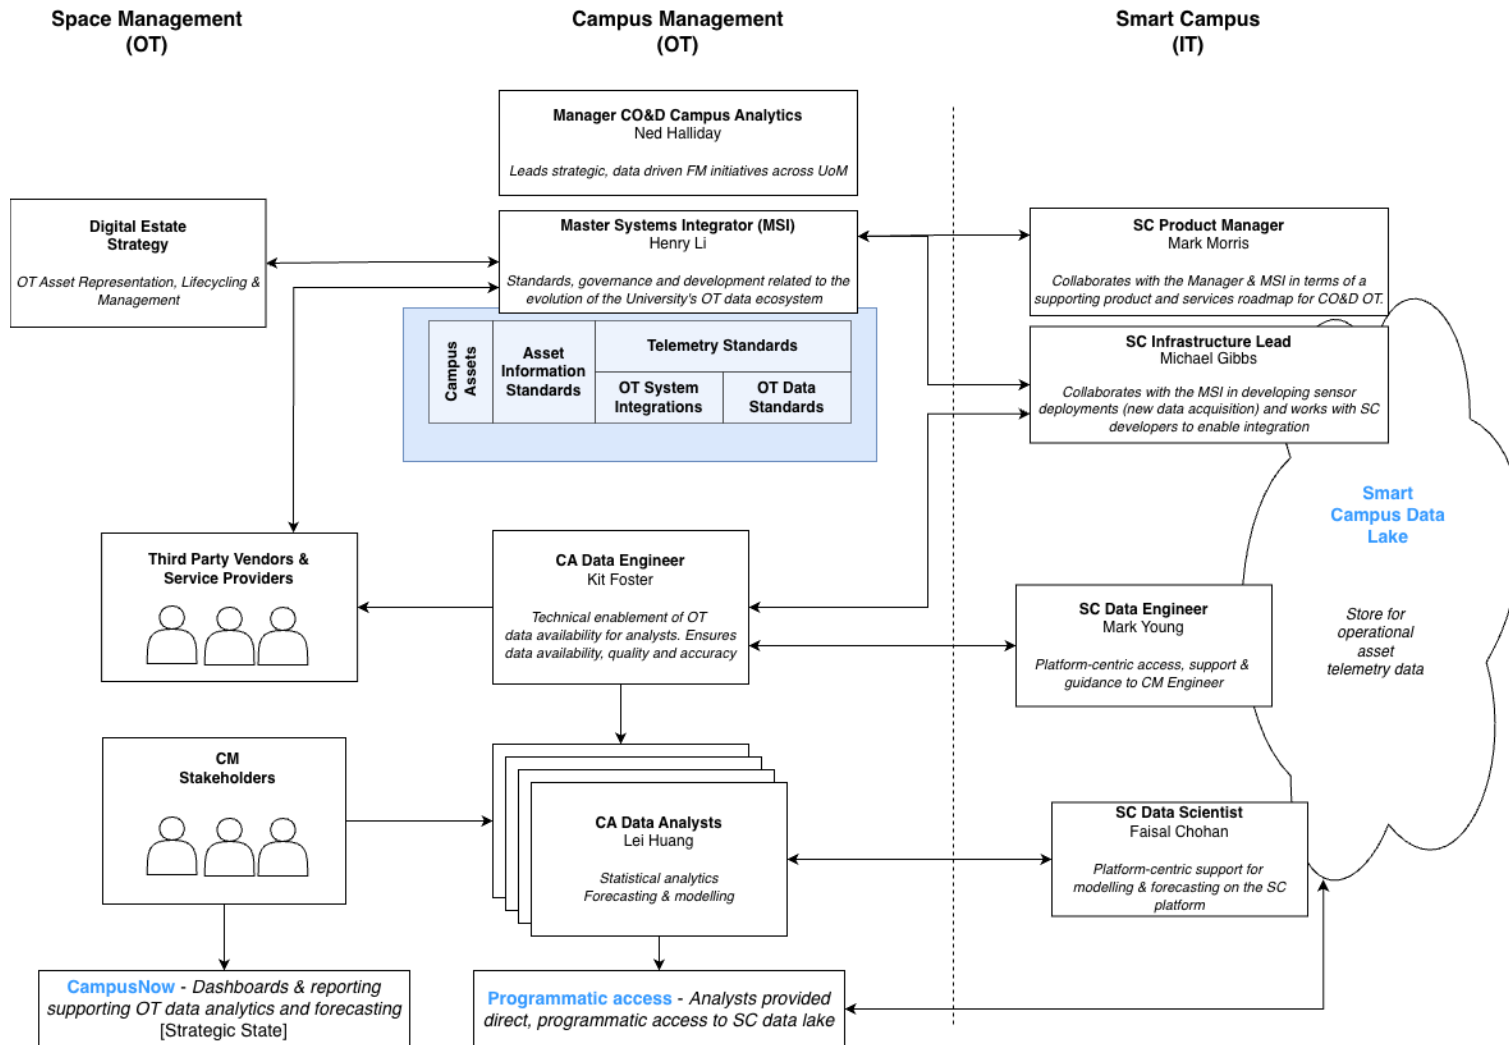 Space Management
(OT)
Campus Management
(OT)
Smart Campus
(IT)
Manager CO&D Campus Analytics
Ned Halliday
Leads strategic, data driven FM initiatives across UoM
Digital Estate
Strategy
OT Asset Representation, Lifecycling &
Management
Master Systems Integrator (MSI)
Henry Li
Standards, governance and development related to the
evolution of the University's OT data ecosystem
SC Product Manager
Mark Morris
Collaborates with the Manager & MSI in terms of a
supporting product and services roadmap for CO&D OT.
Campus
Assets
Asset
Information
Standards
Telemetry Standards
OT System
Integrations
OT Data
Standards
SC Infrastructure Lead
Michael Gibbs
Collaborates with the MSI in developing sensor
deployments (new data acquisition) and works with SC
developers to enable integration
Smart
Campus Data
Lake
Store for
operational
asset
telemetry data
Third Party Vendors &
Service Providers
CA Data Engineer
Kit Foster
Technical enablement of OT
data availability for analysts. Ensures
data availability, quality and accuracy
SC Data Engineer
Mark Young
Platform-centric access, support &
guidance to CM Engineer
CM
Stakeholders
CA Data Analysts
Lei Huang
Statistical analytics
Forecasting & modelling
SC Data Scientist
Faisal Chohan
Platform-centric support for
modelling & forecasting on the SC
platform
CampusNow - Dashboards & reporting
supporting OT data analytics and forecasting
[Strategic State]
Programmatic access - Analysts provided
direct, programmatic access to SC data lake